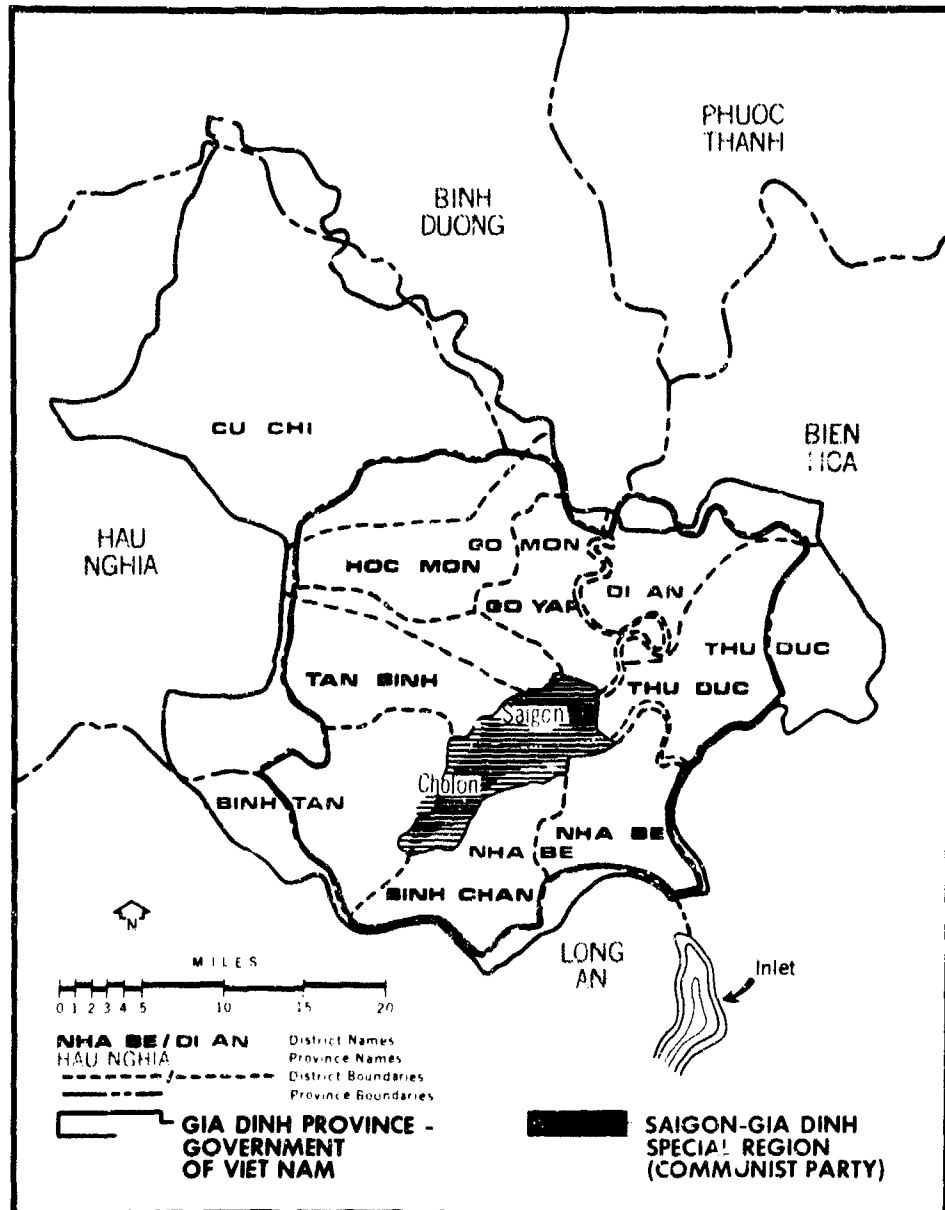 PHUOC
THANH
BINH
DUONG
CU CHI
BIEN
HOA
HAU
NGHIA
GO MON
HOC MON
DI AN
GO VAP
THU DUC
TAN BINH
THU DUC
Saigon
Cholon
BINH TAN
NHA BE
NHA BE
BINH CHAN
N
LONG
AN
Inlet
MILES
0 1 2 3 4 5 10 15 20
NHA BE / DI AN District Names
HAU NGHIA Province Names
District Boundaries
Province Boundaries
GIA DINH PROVINCE -
GOVERNMENT
OF VIET NAM
SAIGON-GIA DINH
SPECIAL REGION
(COMMUNIST PARTY)